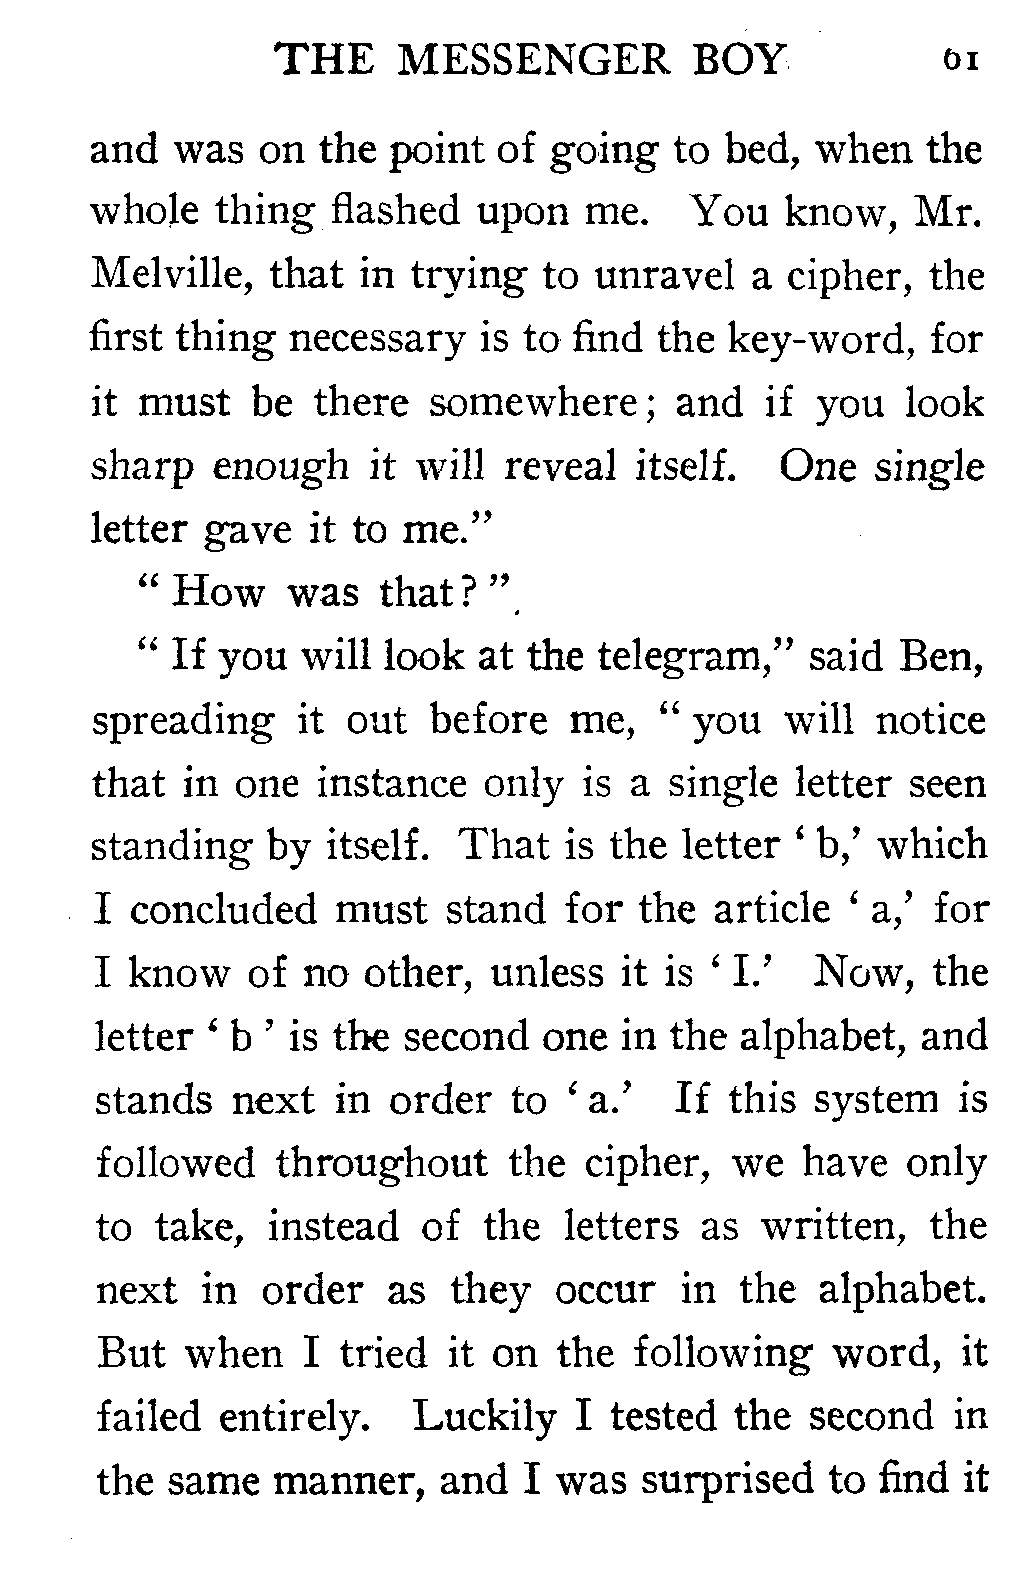 THE MESSENGER BOY 61
and was on the point of going to bed, when the
whole thing flashed upon me. You know, Mr.
Melville, that in trying to unravel a cipher, the
first thing necessary is to find the key-word, for
it must be there somewhere; and if you look
sharp enough it will reveal itself. One single
letter gave it to me."
" How was that? "
" If you will look at the telegram," said Ben,
spreading it out before me, " you will notice
that in one instance only is a single letter seen
standing by itself. That is the letter ' b,' which
I concluded must stand for the article ' a,' for
I know of no other, unless it is ' I.' Now, the
letter ' b ' is the second one in the alphabet, and
stands next in order to ' a.' If this system is
followed throughout the cipher, we have only
to take, instead of the letters as written, the
next in order as they occur in the alphabet.
But when I tried it on the following word, it
failed entirely. Luckily I tested the second in
the same manner, and I was surprised to find it